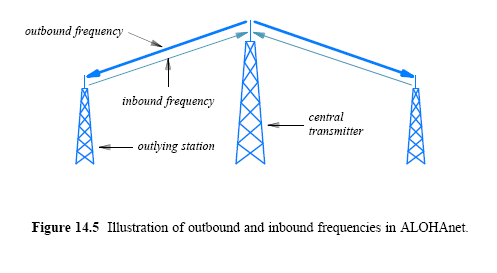 outbound frequency
inbound frequency
central
transmitter
outlying station
Figure 14.5 Illustration of outbound and inbound frequencies in ALOHAnet.